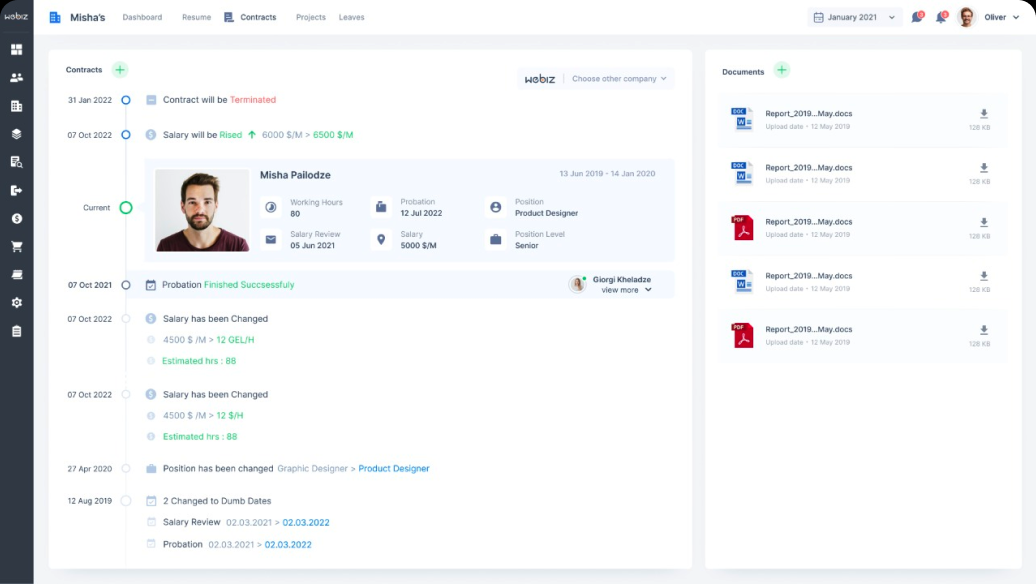 webiz
Misha's
Dashboard
Resume
Contracts
Projects
Leaves
January 2021
Oliver
Contracts
webiz
Choose other company
31 Jan 2022
Contract will be Terminated
07 Oct 2022
Salary will be Rised ↑ 6000 $/M > 6500 $/M
Current
Misha Pailodze
13 Jun 2019 - 14 Jan 2020
Working Hours
80
Probation
12 Jul 2022
Position
Product Designer
Salary Review
05 Jun 2021
Salary
5000 $/M
Position Level
Senior
07 Oct 2021
Probation Finished Succsessfuly
Giorgi Kheladze
view more
07 Oct 2022
Salary has been Changed
4500 $ /M > 12 GEL/H
Estimated hrs : 88
07 Oct 2022
Salary has been Changed
4500 $ /M > 12 $/H
Estimated hrs : 88
27 Apr 2020
Position has been changed Graphic Designer > Product Designer
12 Aug 2019
2 Changed to Dumb Dates
Salary Review 02.03.2021 > 02.03.2022
Probation 02.03.2021 > 02.03.2022
Documents
DOC
W
Report_2019...May.docs
Upload date • 12 May 2019
128 KB
DOC
W
Report_2019...May.docs
Upload date • 12 May 2019
128 KB
PDF
Report_2019...May.docs
Upload date • 12 May 2019
128 KB
DOC
W
Report_2019...May.docs
Upload date • 12 May 2019
128 KB
PDF
Report_2019...May.docs
Upload date • 12 May 2019
128 KB